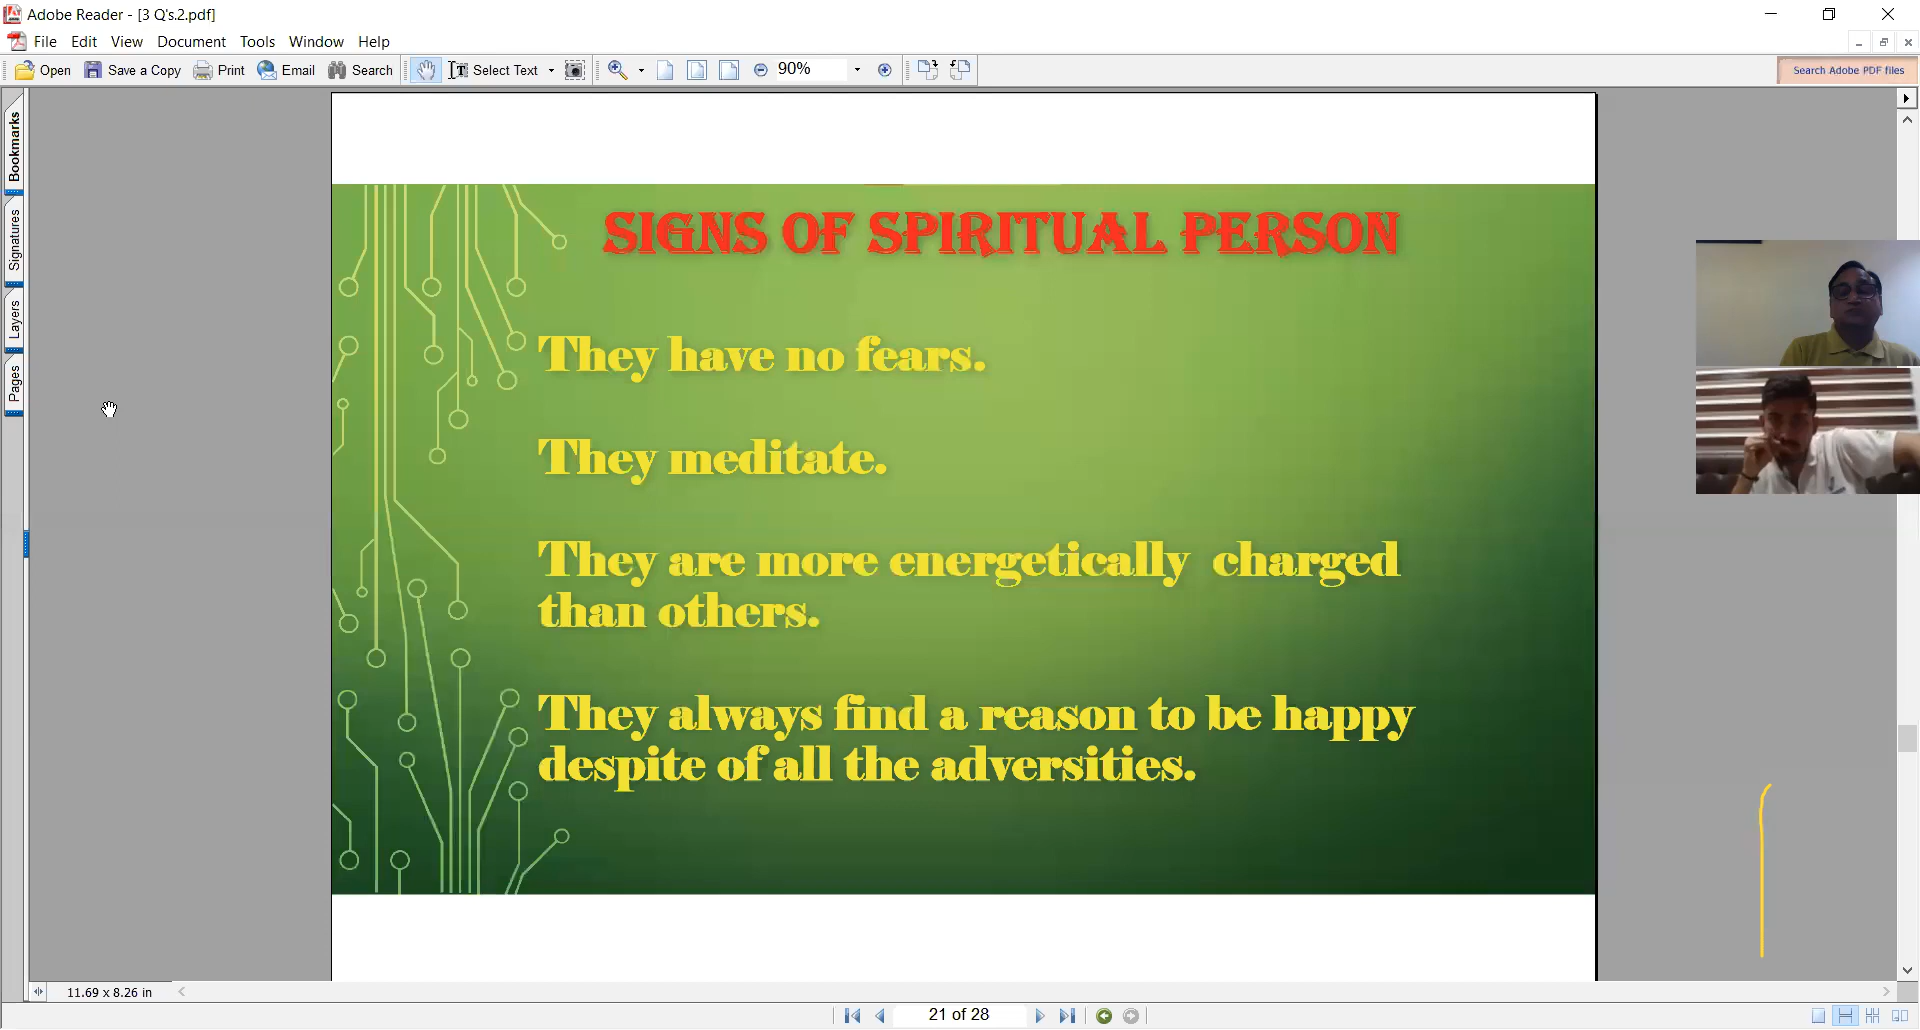 Adobe Reader - [3 Q's.2.pdf]
File Edit View Document Tools Window Help
Open Save a Copy Print Email Search Select Text 90% Search Adobe PDF files
Bookmarks
Signatures
Layers
Pages
SIGNS OF SPIRITUAL PERSON
They have no fears.
They meditate.
They are more energetically charged
than others.
They always find a reason to be happy
despite of all the adversities.
11.69 x 8.26 in
21 of 28